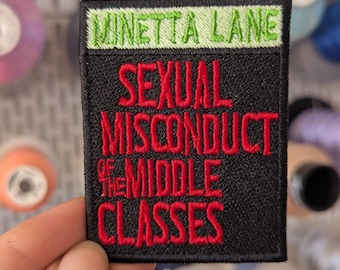 MINETTA LANE
SEXUAL
MISCONDUCT
OF THE MIDDLE
CLASSES